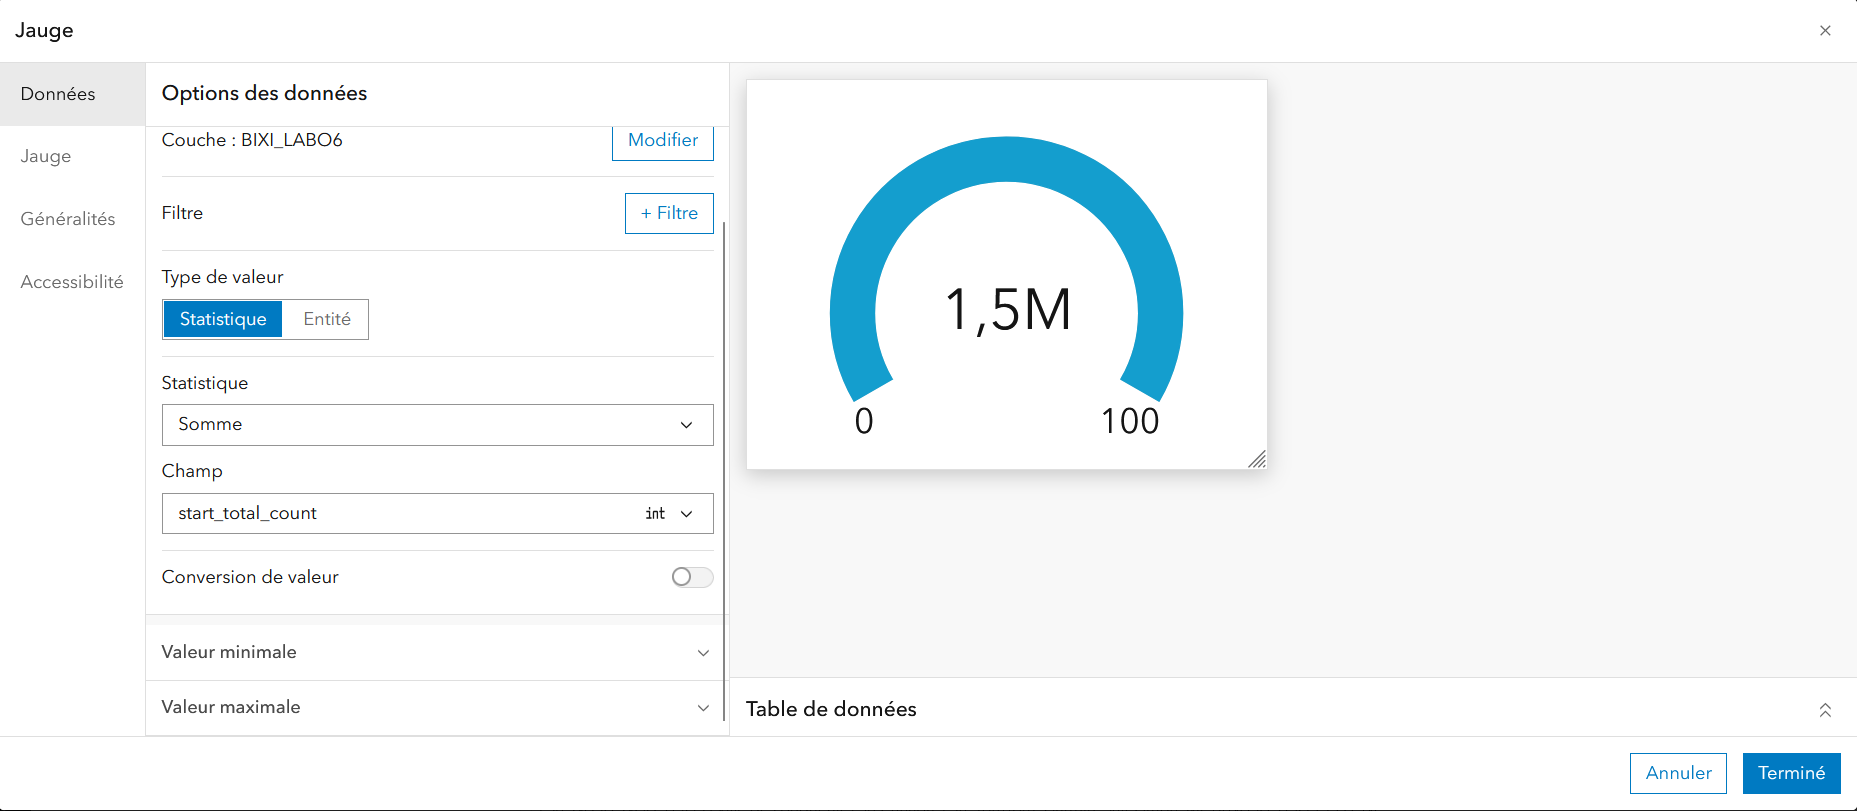 Jauge
Données
Jauge
Généralités
Accessibilité
Options des données
Couche : BIXI_LABO6
Modifier
Filtre
+ Filtre
Type de valeur
Statistique
Entité
Statistique
Somme
Champ
start_total_count
int
Conversion de valeur
Valeur minimale
Valeur maximale
1,5M
0
100
Table de données
Annuler
Terminé